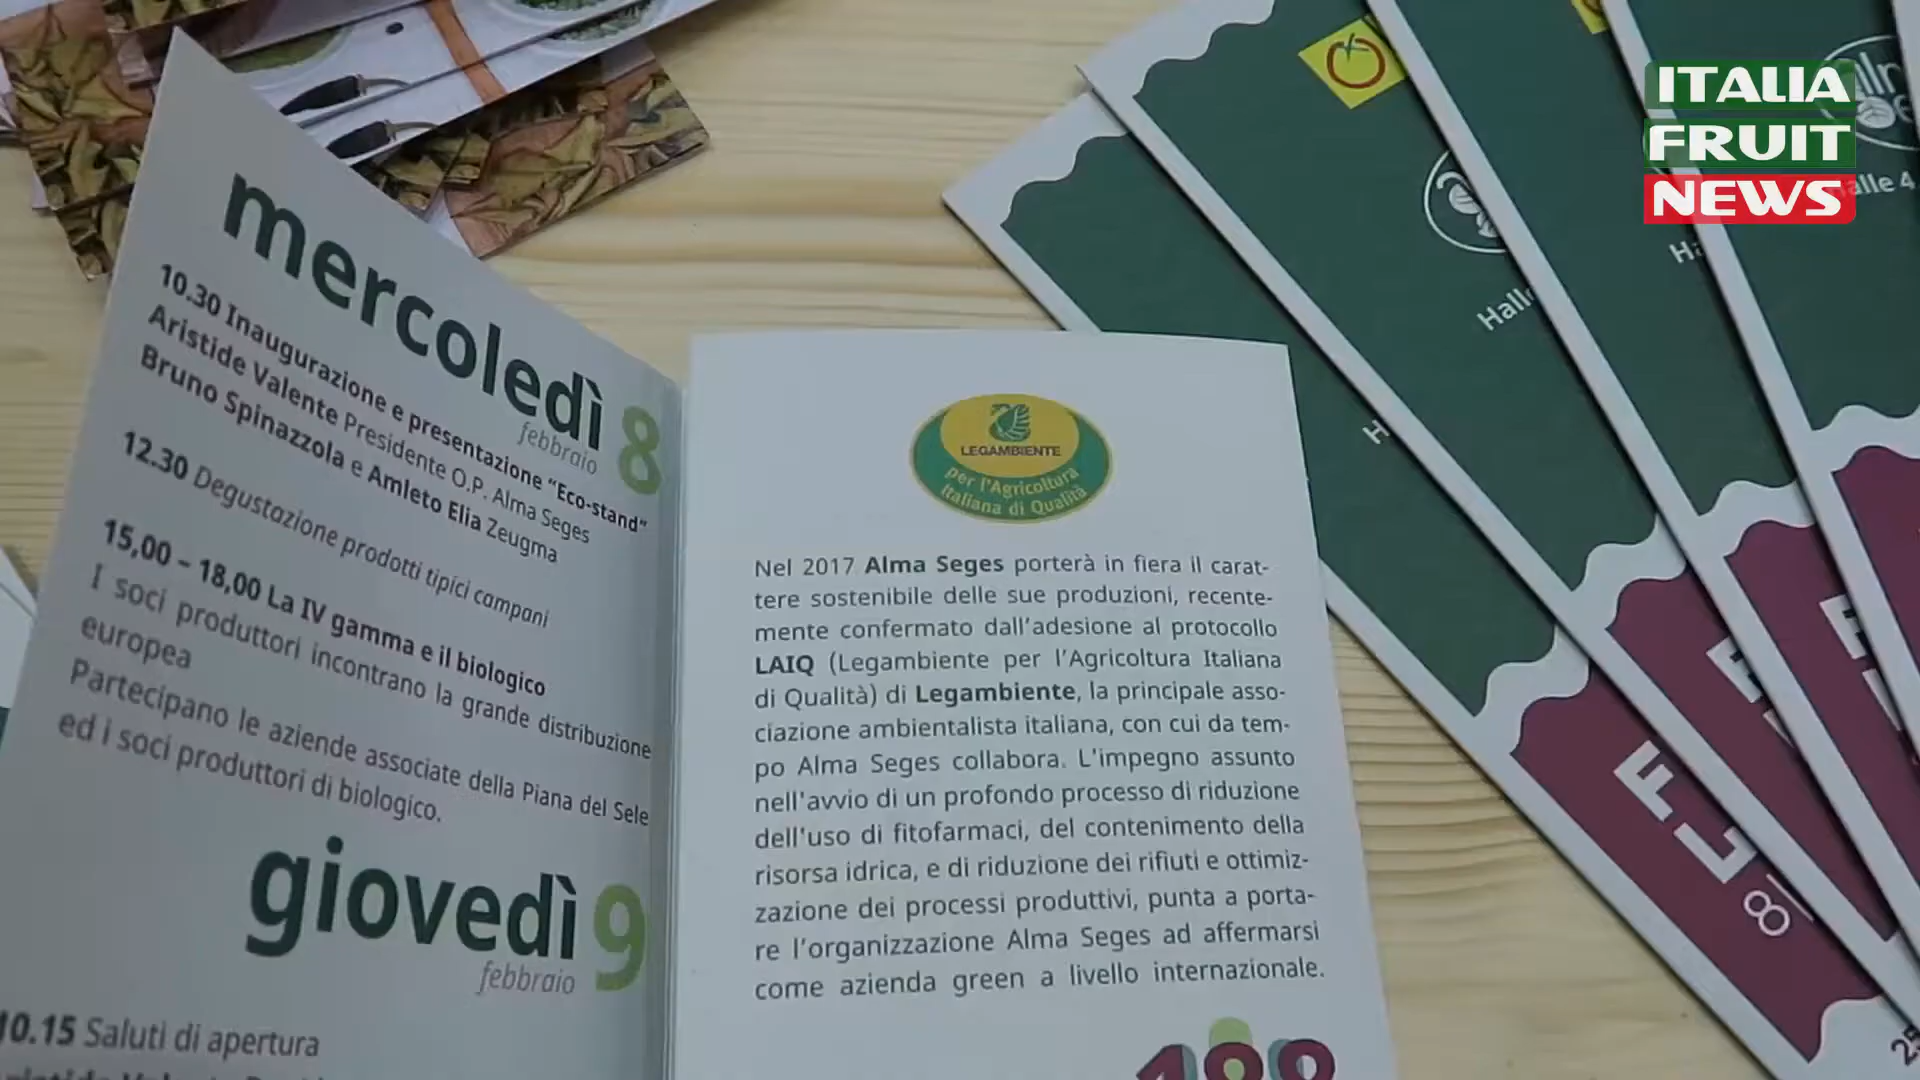 ITALIA
FRUIT
NEWS
mercoledì 8
febbraio
10.30 Inaugurazione e presentazione “Eco-stand”
Aristide Valente Presidente O.P. Alma Seges
Bruno Spinazzola e Amleto Elia Zeugma
12.30 Degustazione prodotti tipici campani
15,00 – 18,00 La IV gamma e il biologico
I soci produttori incontrano la grande distribuzione
europea
Partecipano le aziende associate della Piana del Sele
ed i soci produttori di biologico.
giovedì 9
febbraio
10.15 Saluti di apertura
LEGAMBIENTE
per l'Agricoltura
Italiana di Qualità
Nel 2017 Alma Seges porterà in fiera il carat-
tere sostenibile delle sue produzioni, recente-
mente confermato dall’adesione al protocollo
LAIQ (Legambiente per l’Agricoltura Italiana
di Qualità) di Legambiente, la principale asso-
ciazione ambientalista italiana, con cui da tem-
po Alma Seges collabora. L'impegno assunto
nell'avvio di un profondo processo di riduzione
dell'uso di fitofarmaci, del contenimento della
risorsa idrica, e di riduzione dei rifiuti e ottimiz-
zazione dei processi produttivi, punta a porta-
re l’organizzazione Alma Seges ad affermarsi
come azienda green a livello internazionale.